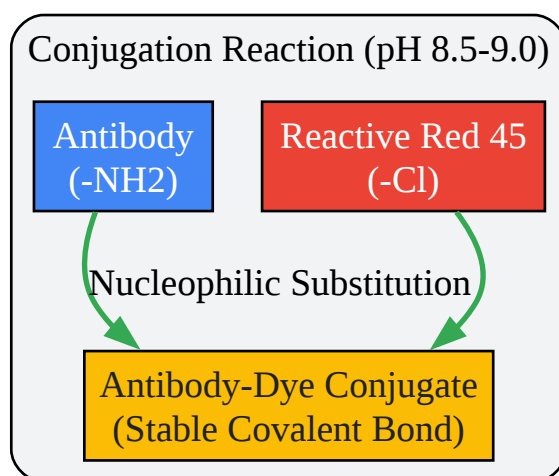 Conjugation Reaction (pH 8.5-9.0)
Antibody
(-NH2)
Reactive Red 45
(-Cl)
Nucleophilic Substitution
Antibody-Dye Conjugate
(Stable Covalent Bond)